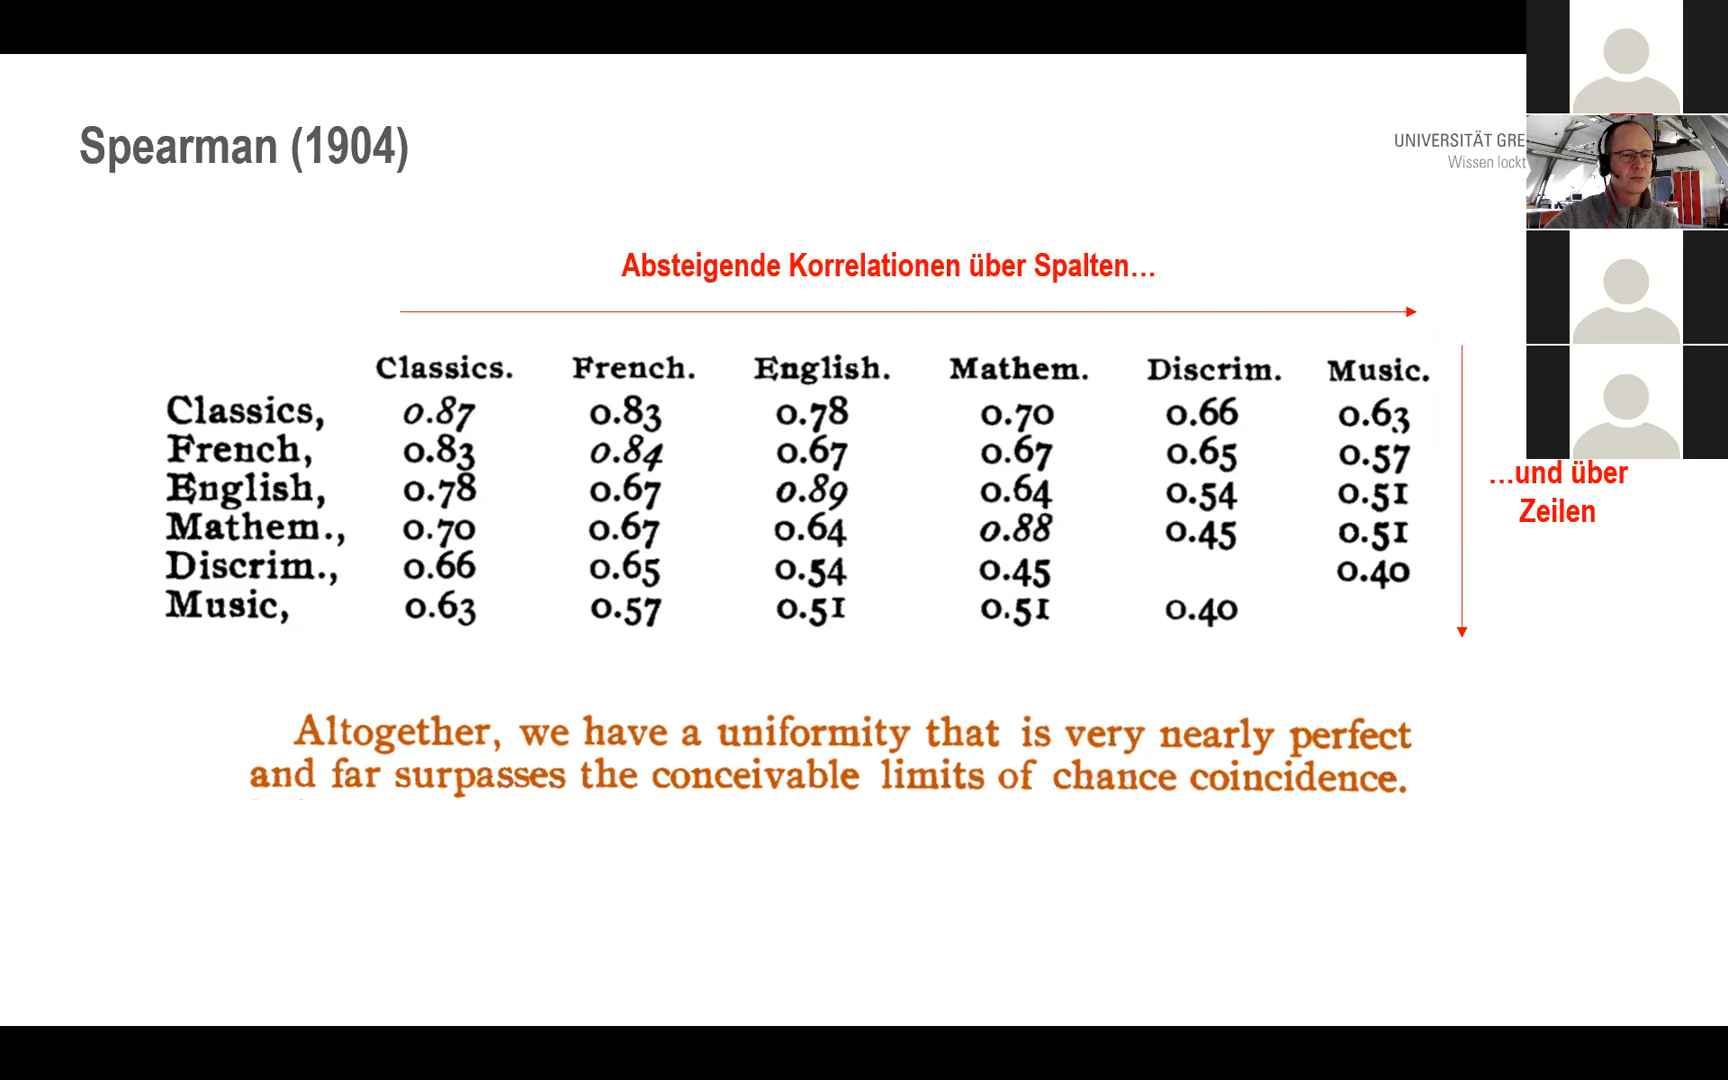 Spearman (1904)
UNIVERSITÄT GRE
Wissen lockt
Absteigende Korrelationen über Spalten…
Classics. French. English. Mathem. Discrim. Music.
Classics, 0.87 0.83 0.78 0.70 0.66 0.63
French, 0.83 0.84 0.67 0.67 0.65 0.57
English, 0.78 0.67 0.89 0.64 0.54 0.51
Mathem., 0.70 0.67 0.64 0.88 0.45 0.51
Discrim., 0.66 0.65 0.54 0.45 0.40
Music, 0.63 0.57 0.51 0.51 0.40
…und über
Zeilen
Altogether, we have a uniformity that is very nearly perfect
and far surpasses the conceivable limits of chance coincidence.